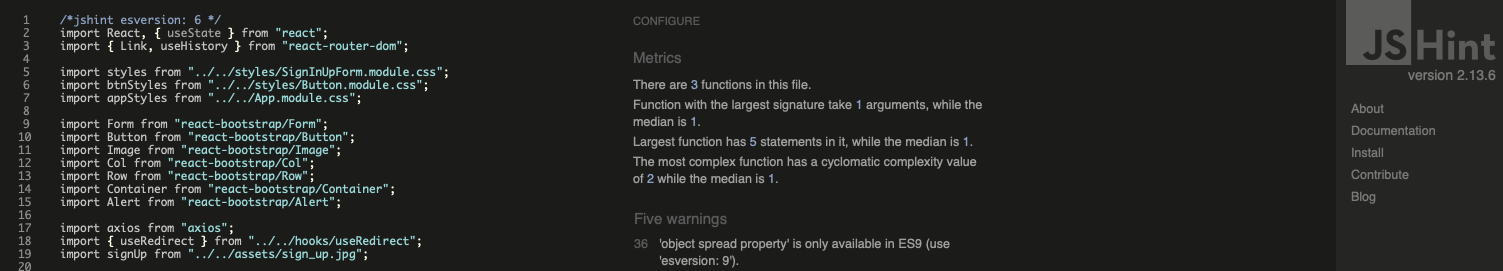 1 /*jshint esversion: 6 */
2 import React, { useState } from "react";
3 import { Link, useHistory } from "react-router-dom";
4
5 import styles from "../../styles/SignInUpForm.module.css";
6 import btnStyles from "../../styles/Button.module.css";
7 import appStyles from "../../App.module.css";
8
9 import Form from "react-bootstrap/Form";
10 import Button from "react-bootstrap/Button";
11 import Image from "react-bootstrap/Image";
12 import Col from "react-bootstrap/Col";
13 import Row from "react-bootstrap/Row";
14 import Container from "react-bootstrap/Container";
15 import Alert from "react-bootstrap/Alert";
16
17 import axios from "axios";
18 import { useRedirect } from "../../hooks/useRedirect";
19 import signUp from "../../assets/sign_up.jpg";
20
CONFIGURE
Metrics
There are 3 functions in this file.
Function with the largest signature take 1 arguments, while the
median is 1.
Largest function has 5 statements in it, while the median is 1.
The most complex function has a cyclomatic complexity value
of 2 while the median is 1.
Five warnings
36 'object spread property' is only available in ES9 (use
'esversion: 9').
JSHint
version 2.13.6
About
Documentation
Install
Contribute
Blog